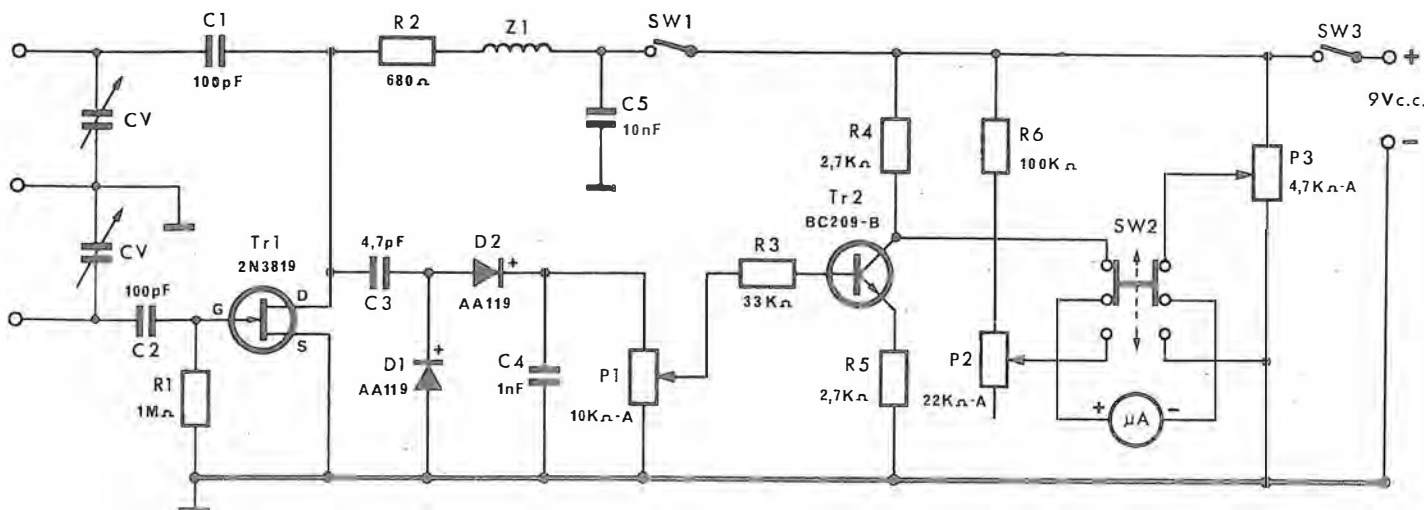 C1
100pF
R2
680Ω
Z1
SW1
SW3
+
9Vc.c.
-
CV
C5
10nF
R4
2,7KΩ
R6
100KΩ
P3
4,7KΩ-A
Tr2
BC209-B
SW2
CV
Tr1
2N3819
G
D
S
4,7pF
C3
D2
+
AA119
R3
33KΩ
100pF
C2
R1
1MΩ
D1
+
AA119
C4
1nF
P1
10KΩ-A
R5
2,7KΩ
P2
22KΩ-A
+
μA
-